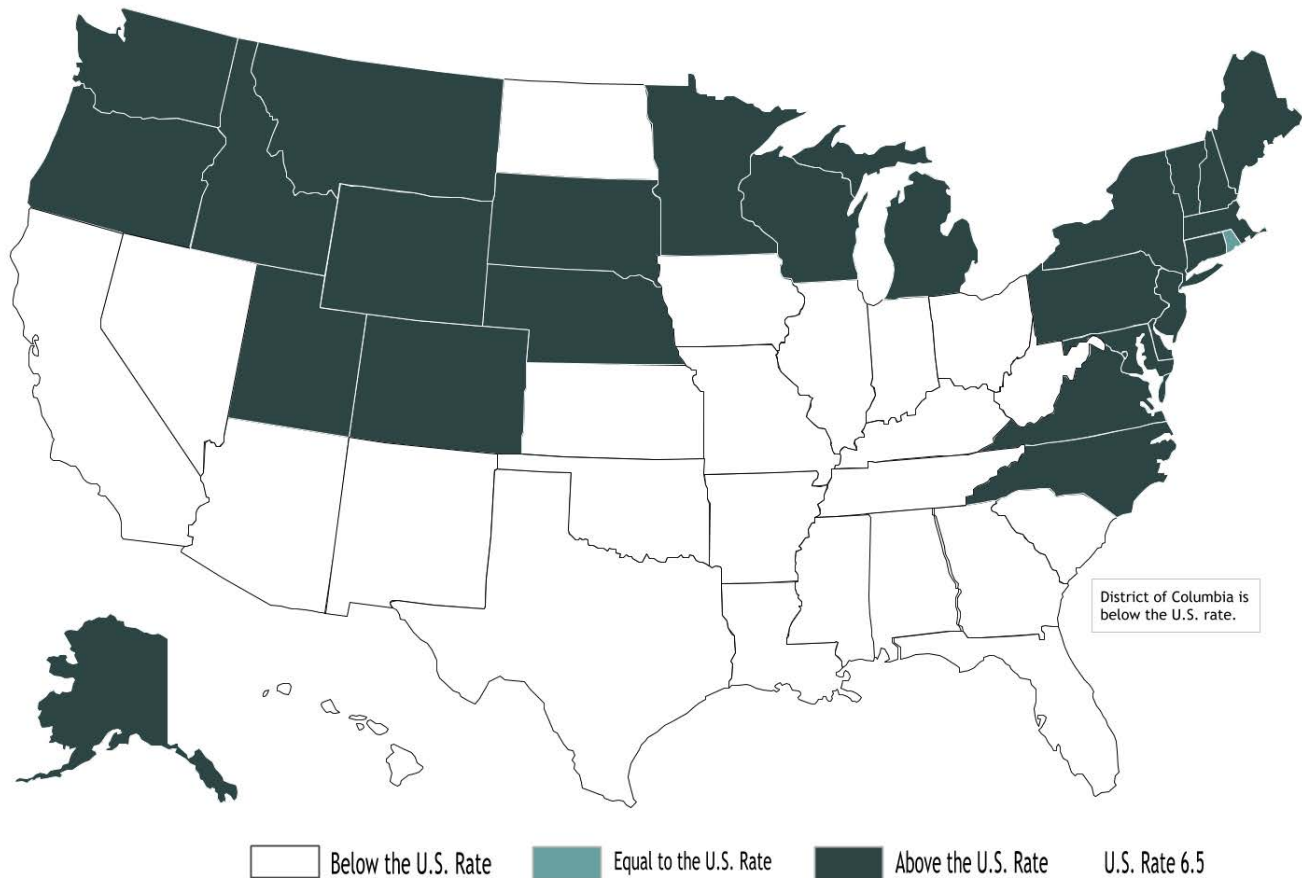 District of Columbia is
below the U.S. rate.
Below the U.S. Rate
Equal to the U.S. Rate
Above the U.S. Rate
U.S. Rate 6.5